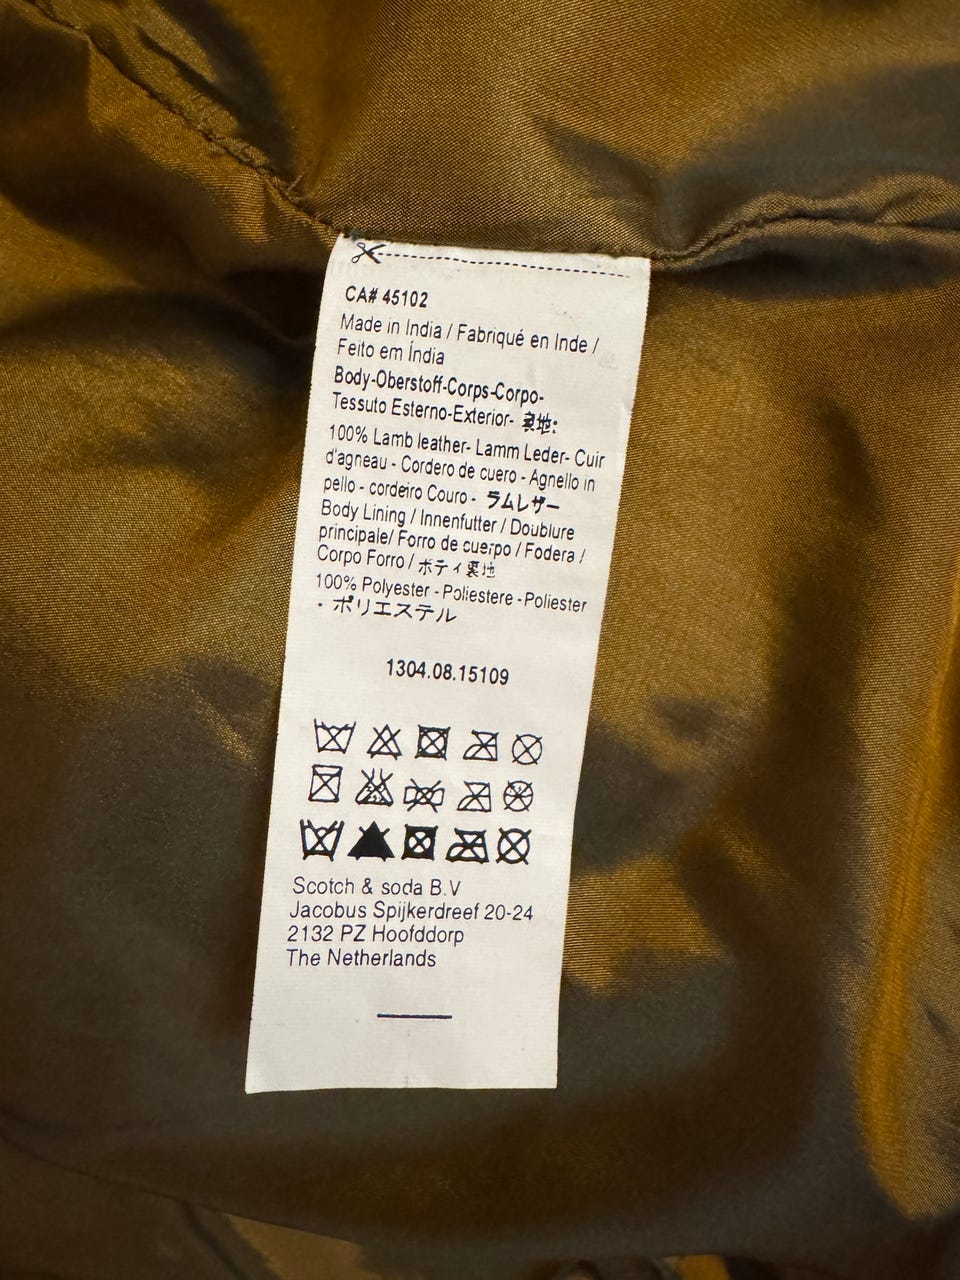 CA# 45102
Made in India / Fabriqué en Inde /
Feito em Índia
Body-Oberstoff-Corps-Corpo-
Tessuto Esterno-Exterior- 裏地:
100% Lamb leather- Lamm Leder- Cuir
d'agneau - Cordero de cuero - Agnello in
pello - cordeiro Couro - ラムレザー
Body Lining / Innenfutter / Doublure
principale/ Forro de cuerpo / Fodera /
Corpo Forro / ボティ裏地
100% Polyester - Poliestere - Poliester
・ポリエステル
1304.08.15109
Scotch & soda B.V
Jacobus Spijkerdreef 20-24
2132 PZ Hoofddorp
The Netherlands